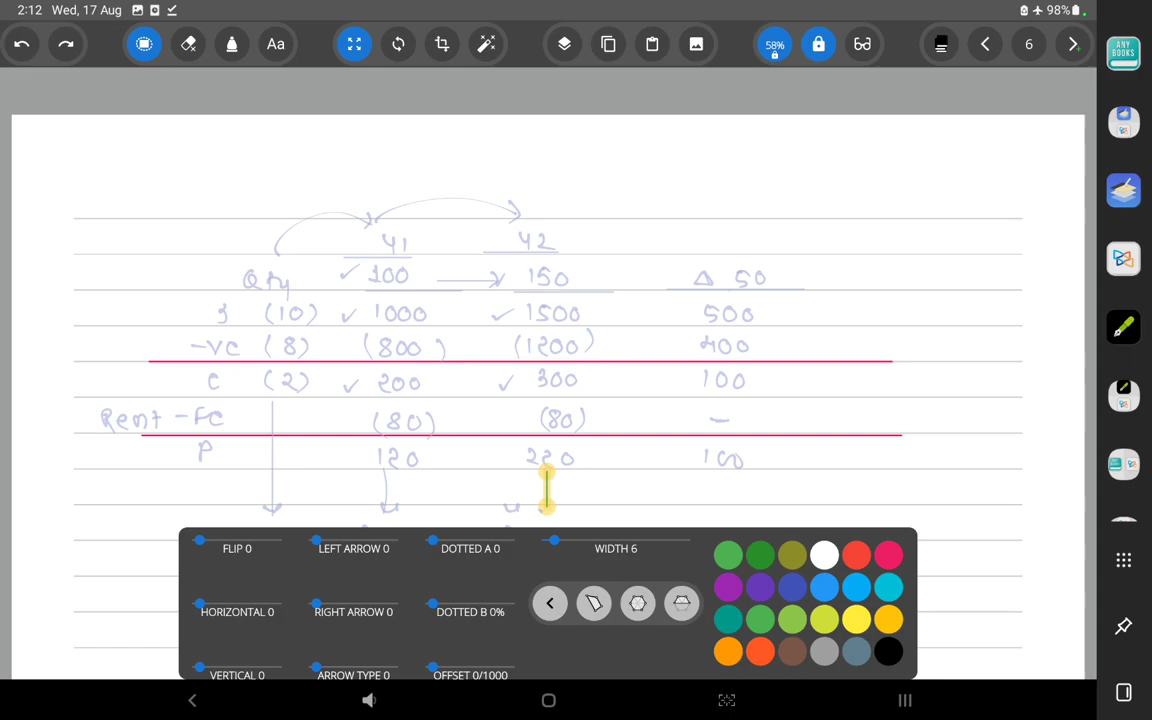 2:12 Wed, 17 Aug 98%
Aa 58% 6
ANY BOOKS
41 42
Qty 100 150 Δ 50
(10) 1000 1500 500
-VC (8) (800) (1200) 400
C (2) 200 300 100
Rent -FC (80) (80) -
P 120 220 100
FLIP 0 LEFT ARROW 0 DOTTED A 0 WIDTH 6
HORIZONTAL 0 RIGHT ARROW 0 DOTTED B 0%
VERTICAL 0 ARROW TYPE 0 OFFSET 0/1000